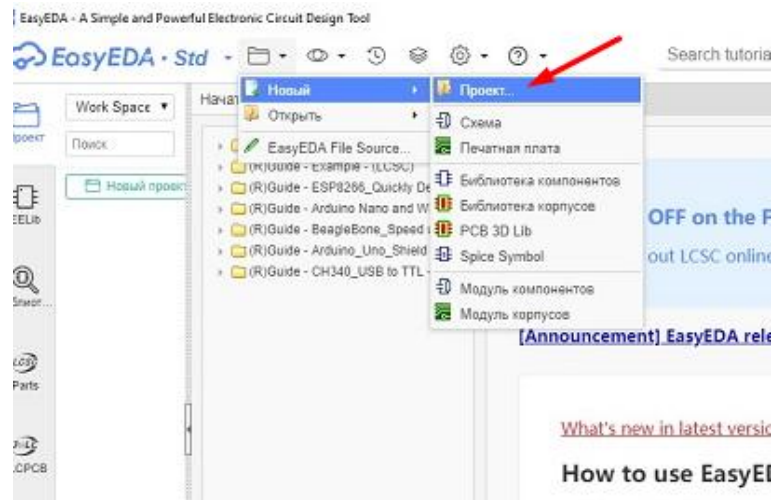 EasyEDA - A Simple and Powerful Electronic Circuit Design Tool
EasyEDA · Std
Search tutoria
Work Space
Начат
Новый
Проект...
Открыть
Схема
Поиск
EasyEDA File Source...
Печатная плата
(R)Guide - Example - (LCSC)
Новый проект
(R)Guide - ESP8266_Quickly De
Библиотека компонентов
EELib
(R)Guide - Arduino Nano and W
Библиотека корпусов
OFF on the F
(R)Guide - BeagleBone_Speed
PCB 3D Lib
(R)Guide - Arduino_Uno_Shield
Spice Symbol
out LCSC online
(R)Guide - CH340_USB to TTL -
Модуль компонентов
Модуль корпусов
[Announcement] EasyEDA rele
LCSC
Parts
What's new in latest versio
How to use EasyED